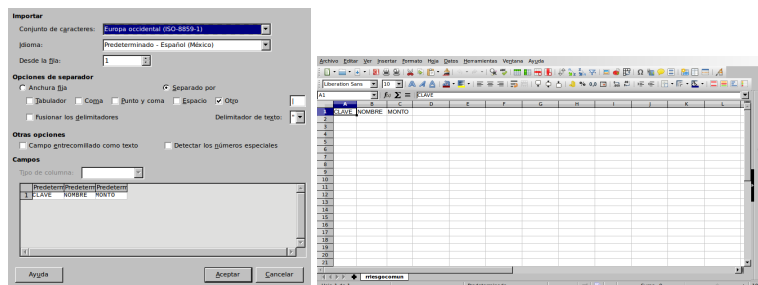 Importar
Conjunto de caracteres: Europa occidental (ISO-8859-1)
Idioma: Predeterminado - Español (México)
Desde la fila: 1
Opciones de separador
Anchura fija Separado por
Tabulador Coma Punto y coma Espacio Otro |
Fusionar los delimitadores Delimitador de texto: "
Otras opciones
Campo entrecomillado como texto Detectar los números especiales
Campos
Tipo de columna:
Predeterm Predeterm Predeterm
1 CLAVE NOMBRE MONTO
Ayuda Aceptar Cancelar
Archivo Editar Ver Insertar Formato Hoja Datos Herramientas Ventana Ayuda
Liberation Sans 10
A1 CLAVE
A B C D E F G H I J K L
1 CLAVE NOMBRE MONTO
2
3
4
5
6
7
8
9
10
11
12
13
14
15
16
17
18
19
20
21
rriesgocomun